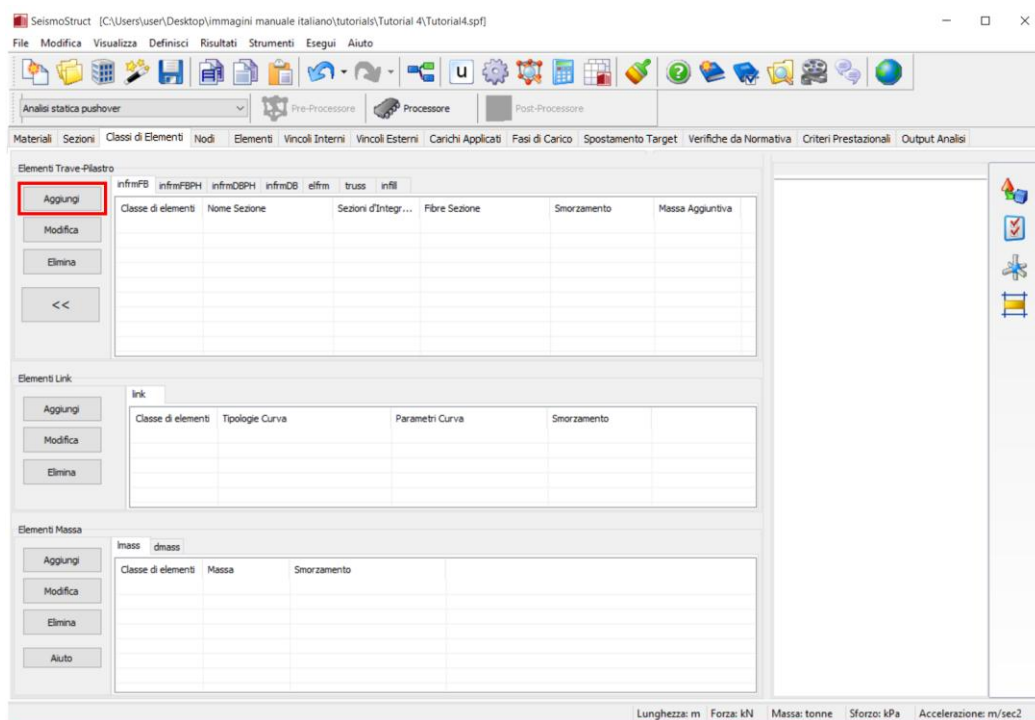 SeismoStruct [C:\Users\user\Desktop\immagini manuale italiano\tutorials\Tutorial 4\Tutorial4.spf]
File Modifica Visualizza Definisci Risultati Strumenti Esegui Aiuto
u
Analisi statica pushover Pre-Processore Processore Post-Processore
Materiali Sezioni Classi di Elementi Nodi Elementi Vincoli Interni Vincoli Esterni Carichi Applicati Fasi di Carico Spostamento Target Verifiche da Normativa Criteri Prestazionali Output Analisi
Elementi Trave-Pilastro
infrmFB infrmFBPH infrmDBPH infrmDB elfrm truss infill
Aggiungi
Classe di elementi Nome Sezione Sezioni d'Integr... Fibre Sezione Smorzamento Massa Aggiuntiva
Modifica
Elimina
<<
Elementi Link
link
Aggiungi
Classe di elementi Tipologie Curva Parametri Curva Smorzamento
Modifica
Elimina
Elementi Massa
lmass dmass
Aggiungi
Classe di elementi Massa Smorzamento
Modifica
Elimina
Aiuto
Lunghezza: m Forza: kN Massa: tonne Sforzo: kPa Accelerazione: m/sec2